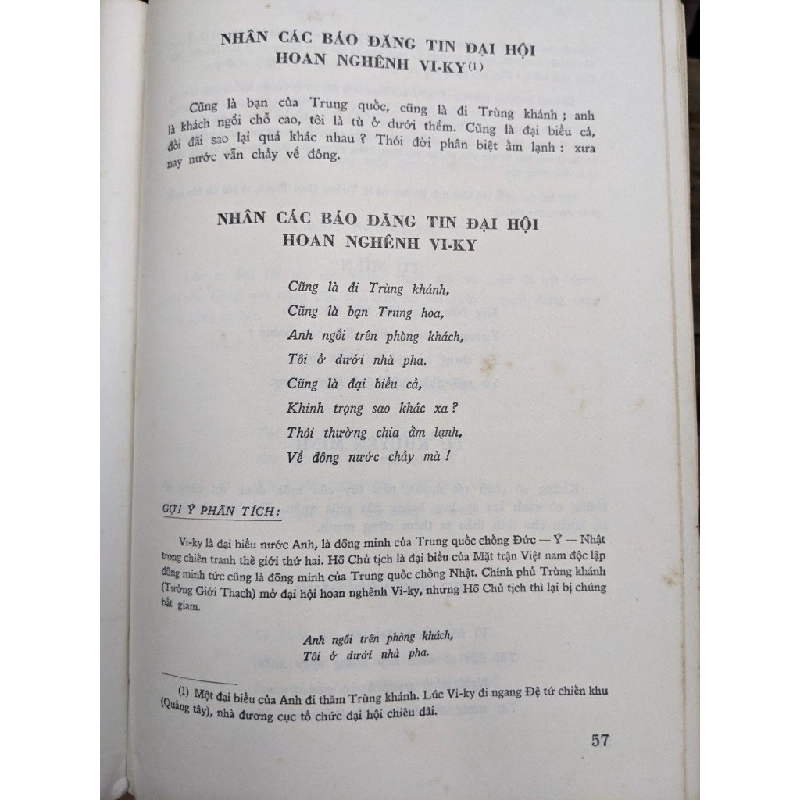 NHÂN CÁC BÁO ĐĂNG TIN ĐẠI HỘI
HOAN NGHÊNH VI-KY(1)
Cũng là bạn của Trung quốc, cũng là đi Trùng khánh ; anh
là khách ngồi chỗ cao, tôi là tù ở dưới thềm. Cũng là đại biểu cả,
đối đãi sao lại quá khác nhau ? Thói đời phân biệt ấm lạnh : xưa
nay nước vẫn chảy về đông.
NHÂN CÁC BÁO ĐĂNG TIN ĐẠI HỘI
HOAN NGHÊNH VI-KY
Cũng là đi Trùng khánh,
Cũng là bạn Trung hoa,
Anh ngồi trên phòng khách,
Tôi ở dưới nhà pha.
Cũng là đại biểu cả,
Khinh trọng sao khác xa ?
Thói thường chia ấm lạnh,
Về đông nước chảy mà !
GỢI Ý PHÂN TÍCH :
Vi-ky là đại biểu nước Anh, là đồng minh của Trung quốc chống Đức — Ý — Nhật
trong chiến tranh thế giới thứ hai. Hồ Chủ tịch là đại biểu của Mặt trận Việt nam độc lập
đồng minh tức cũng là đồng minh của Trung quốc chống Nhật. Chính phủ Trùng khánh
(Tưởng Giới Thạch) mở đại hội hoan nghênh Vi-ky, nhưng Hồ Chủ tịch thì lại bị chúng
bắt giam.
Anh ngồi trên phòng khách,
Tôi ở dưới nhà pha.
(1) Một đại biểu của Anh đi thăm Trùng khánh. Lúc Vi-ky đi ngang Đệ tứ chiến khu
(Quảng tây), nhà đương cục tổ chức đại hội chiêu đãi.
57